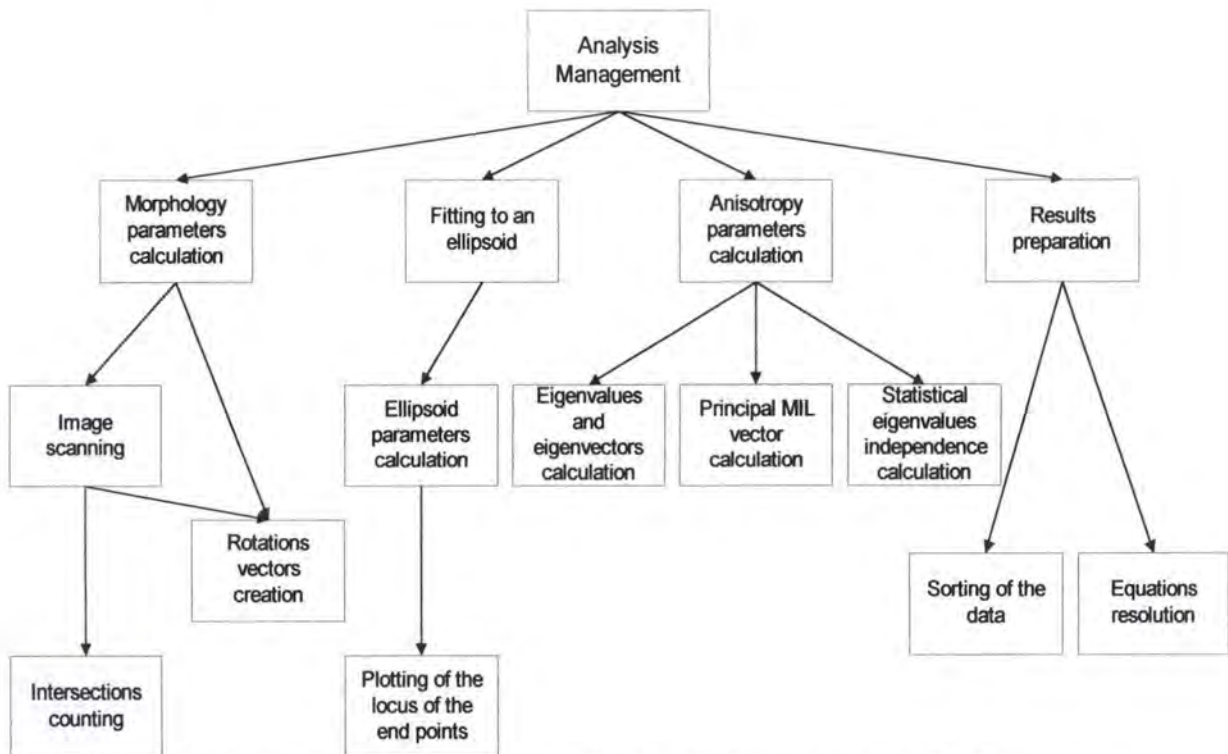 Analysis
Management
Morphology
parameters
calculation
Fitting to an
ellipsoid
Anisotropy
parameters
calculation
Results
preparation
Image
scanning
Ellipsoid
parameters
calculation
Eigenvalues
and
eigenvectors
calculation
Principal MIL
vector
calculation
Statistical
eigenvalues
independence
calculation
Rotations
vectors
creation
Sorting of the
data
Equations
resolution
Intersections
counting
Plotting of the
locus of the
end points